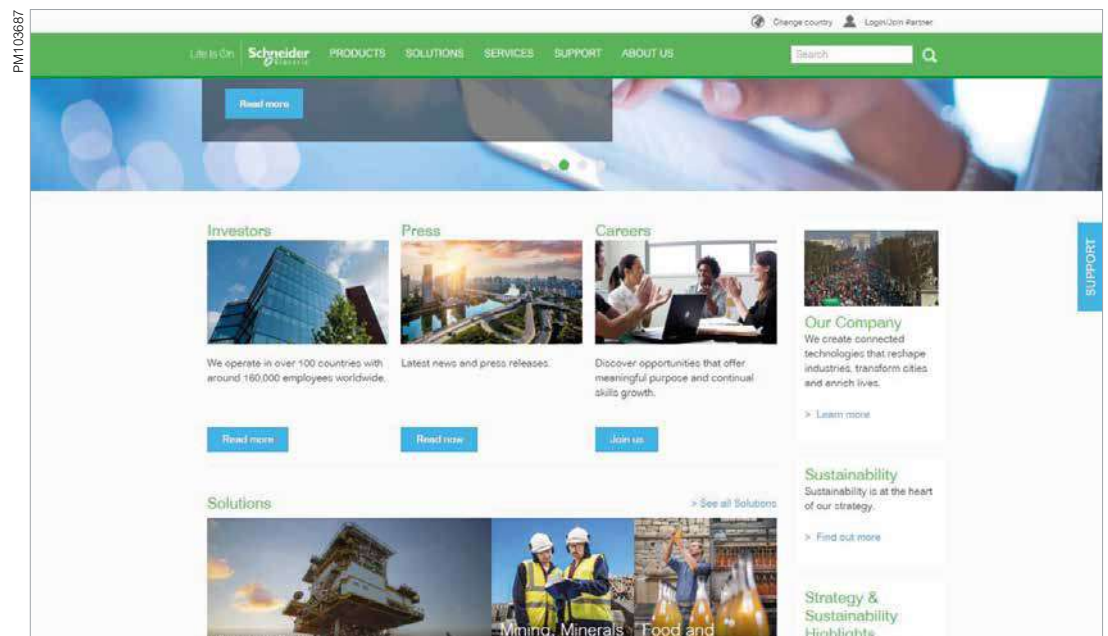 PM103687
Change country Login/Join Partner
Life Is On Schneider Electric PRODUCTS SOLUTIONS SERVICES SUPPORT ABOUT US Search
Read more
Investors
Press
Careers
We operate in over 100 countries with
around 160,000 employees worldwide.
Read more
Latest news and press releases.
Read now
Discover opportunities that offer
meaningful purpose and continual
skills growth.
Join us
Our Company
We create connected
technologies that reshape
industries, transform cities
and enrich lives.
> Learn more
SUPPORT
Sustainability
Sustainability is at the heart
of our strategy.
> Find out more
Solutions
> See all Solutions
Mining, Minerals
Food and
Strategy &
Sustainability
Highlights